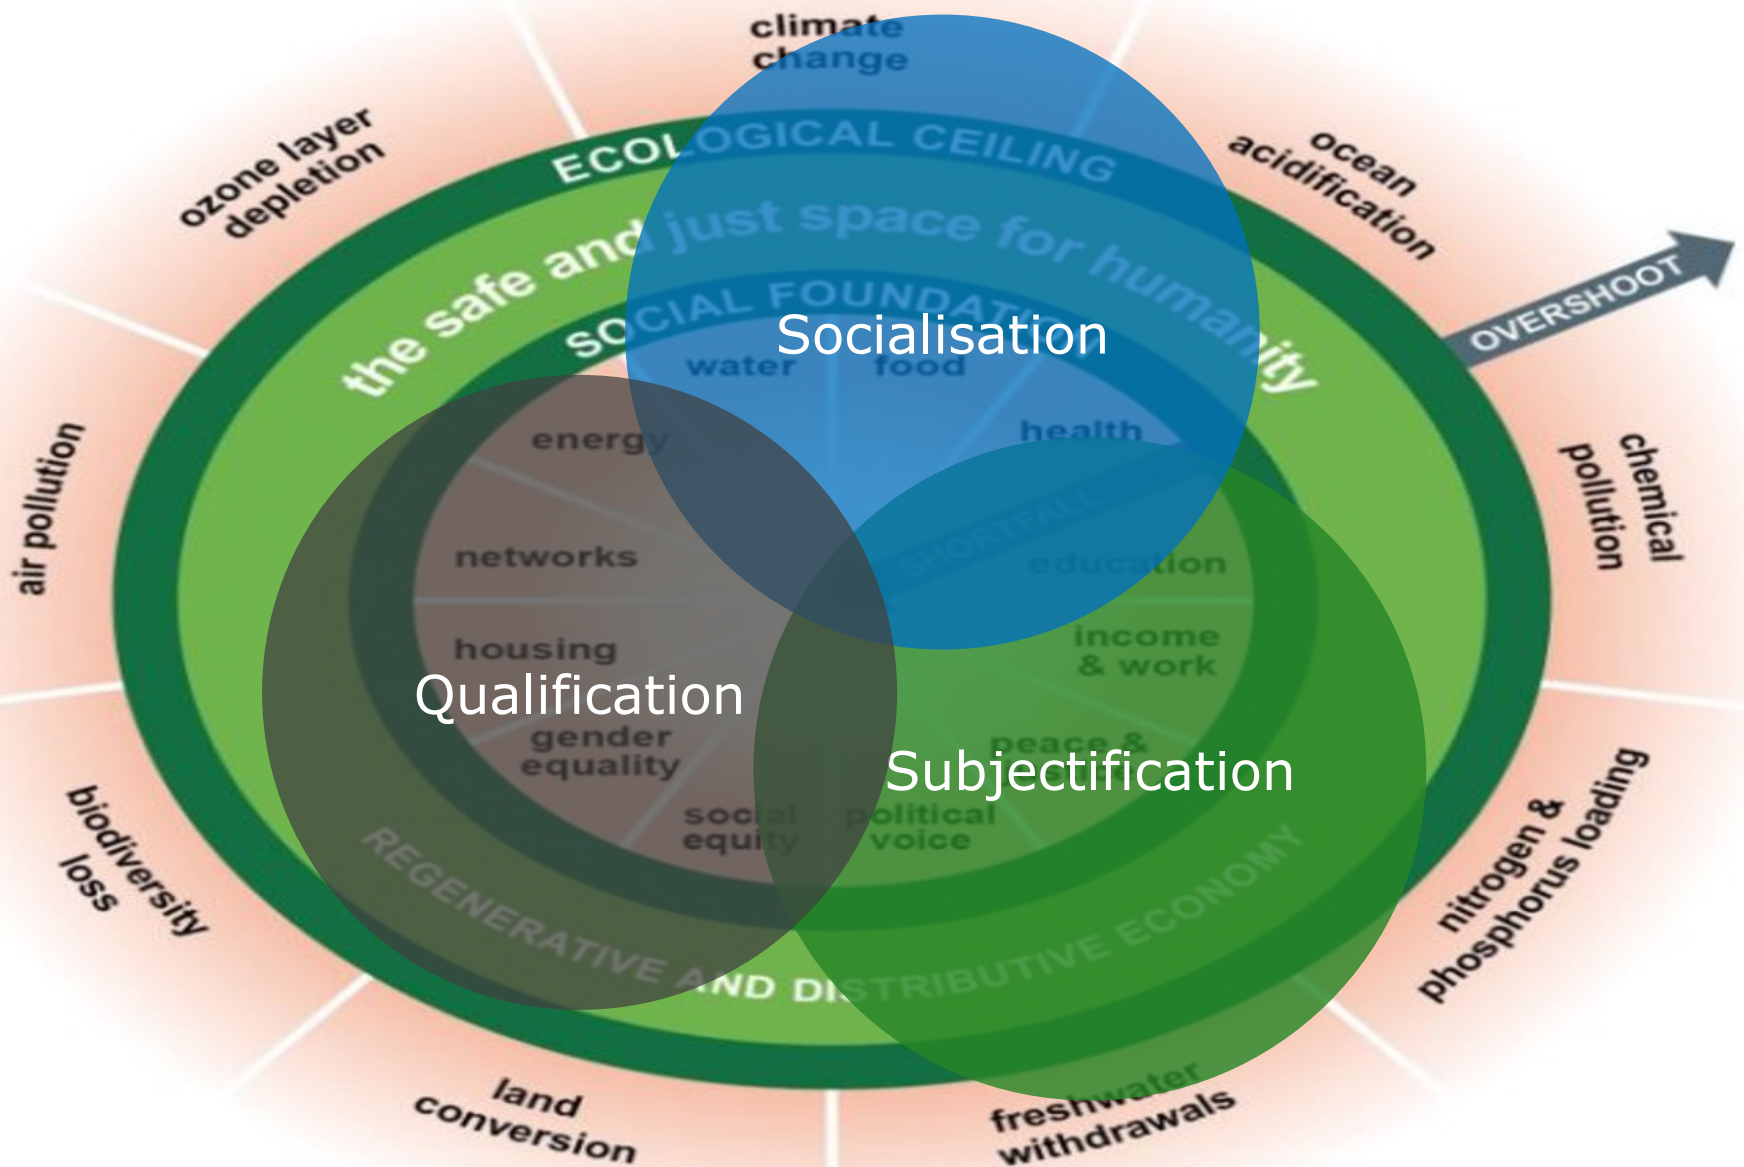 climate
change
ozone layer
depletion
ocean
acidification
ECOLOGICAL CEILING
the safe and just space for humanity
OVERSHOOT
SOCIAL FOUNDATION
Socialisation
water
food
energy
health
air pollution
chemical
pollution
SHORTFALL
networks
education
housing
income
& work
Qualification
gender
equality
peace &
Subjectification
social
equity
political
voice
biodiversity
loss
nitrogen &
phosphorus loading
REGENERATIVE AND DISTRIBUTIVE ECONOMY
land
conversion
freshwater
withdrawals